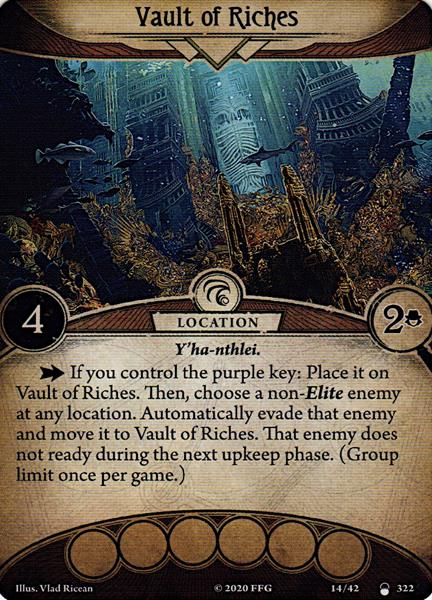 Vault of Riches
4
LOCATION
2
Y'ha-nthlei.
If you control the purple key: Place it on
Vault of Riches. Then, choose a non-Elite enemy
at any location. Automatically evade that enemy
and move it to Vault of Riches. That enemy does
not ready during the next upkeep phase. (Group
limit once per game.)
Illus. Vlad Ricean © 2020 FFG 14/42 322